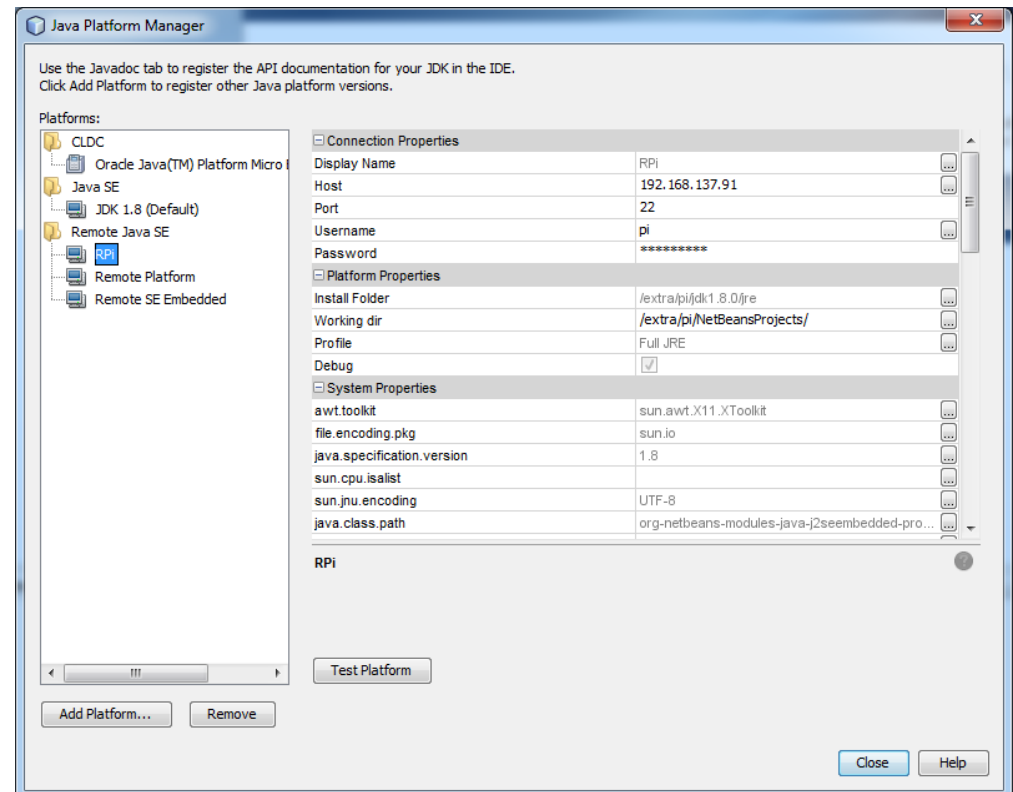 Java Platform Manager
Use the Javadoc tab to register the API documentation for your JDK in the IDE.
Click Add Platform to register other Java platform versions.
Platforms:
CLDC
Oracle Java(TM) Platform Micro
Java SE
JDK 1.8 (Default)
Remote Java SE
RPi
Remote Platform
Remote SE Embedded
Connection Properties
Display Name RPi ...
Host 192.168.137.91 ...
Port 22
Username pi ...
Password *********
Platform Properties
Install Folder /extra/pi/jdk1.8.0/jre ...
Working dir /extra/pi/NetBeansProjects/ ...
Profile Full JRE ...
Debug
System Properties
awt.toolkit sun.awt.X11.XToolkit ...
file.encoding.pkg sun.io ...
java.specification.version 1.8 ...
sun.cpu.isalist ...
sun.jnu.encoding UTF-8 ...
java.class.path org-netbeans-modules-java-j2seembedded-pro... ...
RPi
?
Test Platform
Add Platform... Remove
Close Help